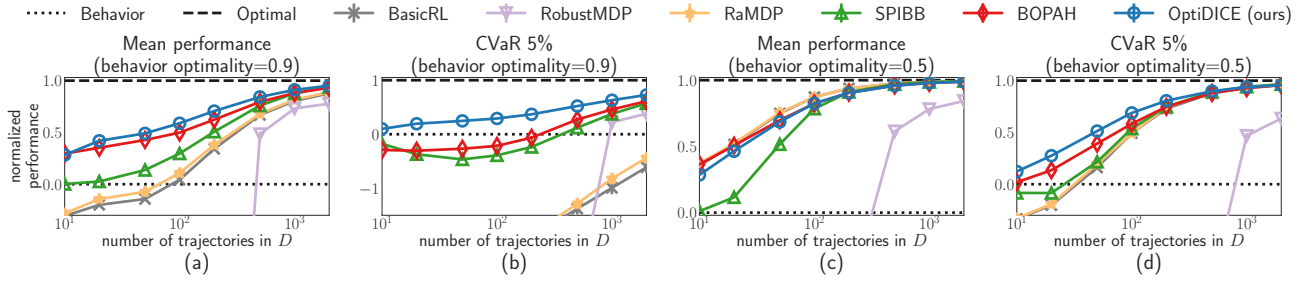 Behavior Optimal BasicRL RobustMDP RaMDP SPIBB BOPAH OptiDICE (ours)
Mean performance
(behavior optimality=0.9)
normalized
performance
1.0
0.5
0.0
10^1 10^2 10^3
number of trajectories in D
(a)
CVaR 5%
(behavior optimality=0.9)
1
0
−1
10^1 10^2 10^3
number of trajectories in D
(b)
Mean performance
(behavior optimality=0.5)
1.0
0.5
0.0
10^1 10^2 10^3
number of trajectories in D
(c)
CVaR 5%
(behavior optimality=0.5)
1.0
0.5
0.0
10^1 10^2 10^3
number of trajectories in D
(d)